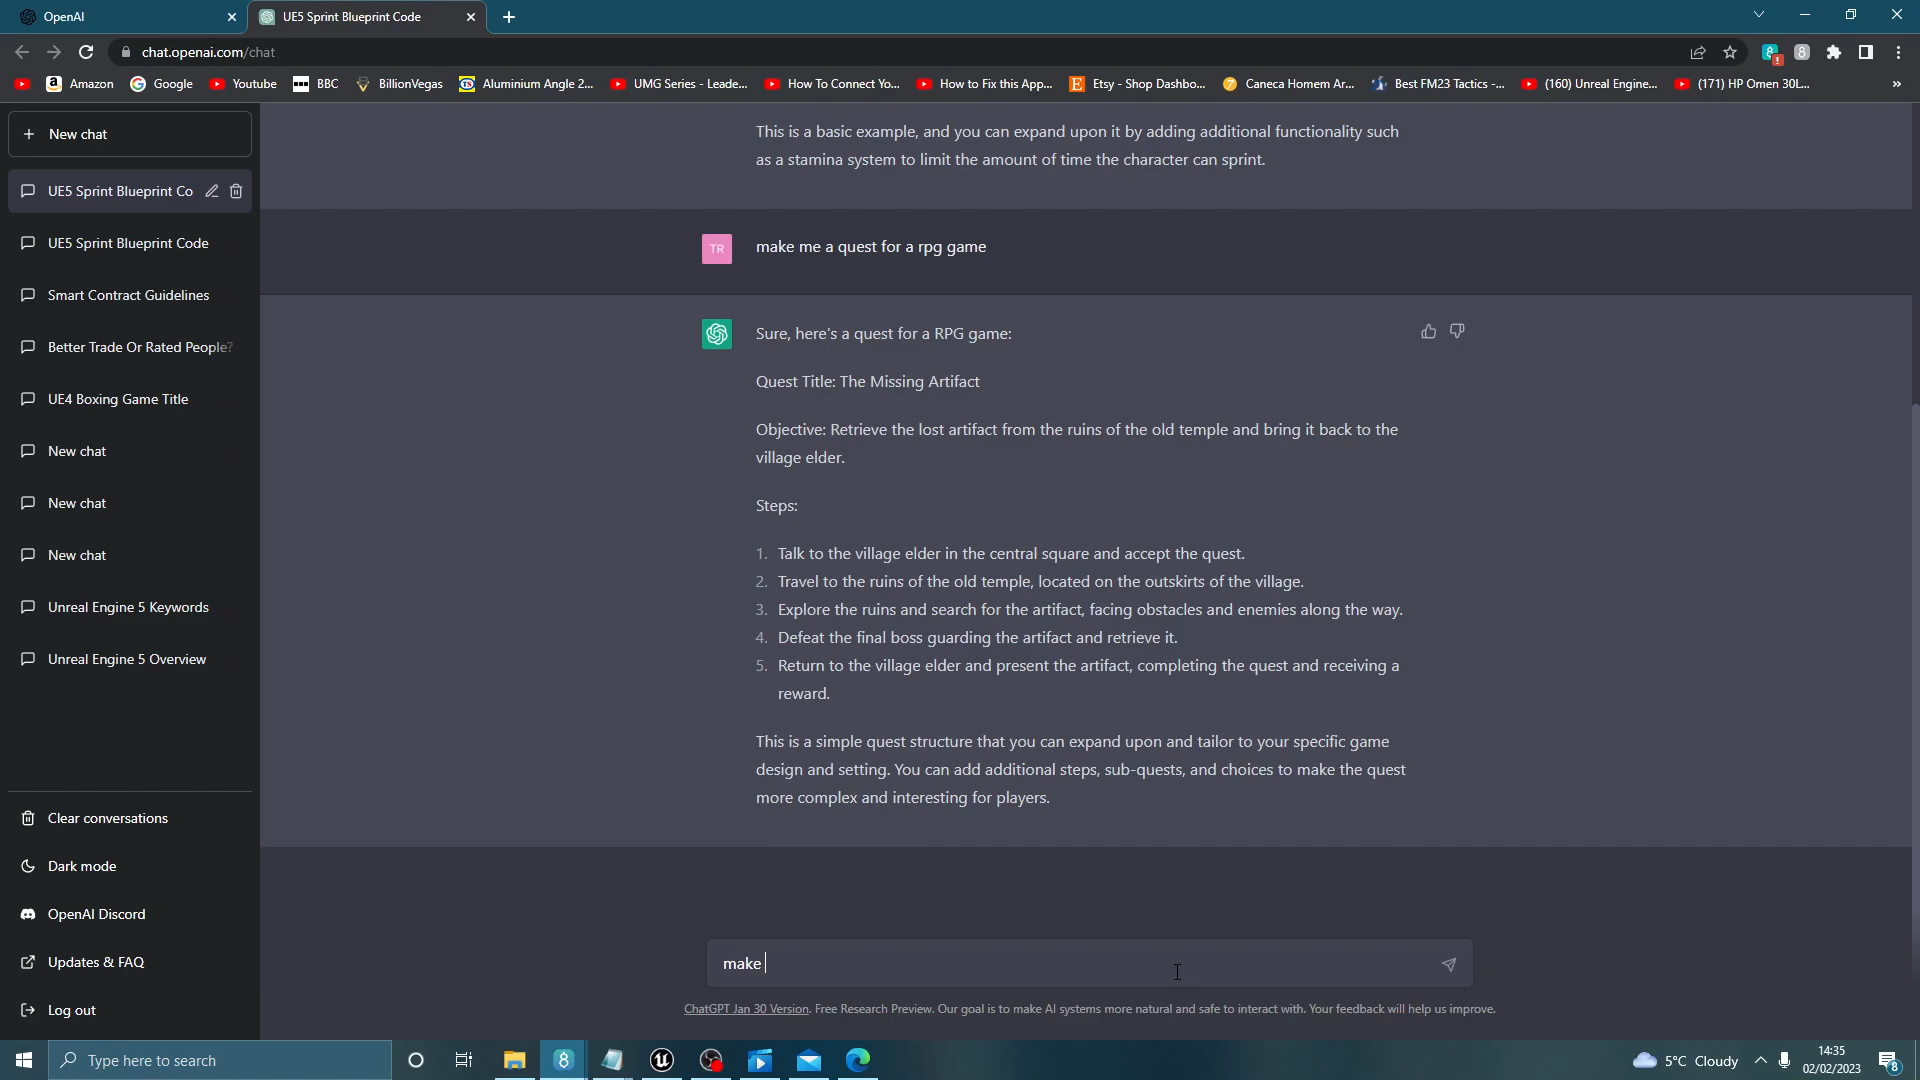 OpenAI
UE5 Sprint Blueprint Code
chat.openai.com/chat
Amazon
Google
Youtube
BBC
BillionVegas
Aluminium Angle 2...
UMG Series - Leade...
How To Connect Yo...
How to Fix this App...
Etsy - Shop Dashbo...
Caneca Homem Ar...
Best FM23 Tactics -...
(160) Unreal Engine...
(171) HP Omen 30L...
New chat
UE5 Sprint Blueprint Co
UE5 Sprint Blueprint Code
Smart Contract Guidelines
Better Trade Or Rated People?
UE4 Boxing Game Title
New chat
New chat
New chat
Unreal Engine 5 Keywords
Unreal Engine 5 Overview
Clear conversations
Dark mode
OpenAI Discord
Updates & FAQ
Log out
This is a basic example, and you can expand upon it by adding additional functionality such
as a stamina system to limit the amount of time the character can sprint.
TR
make me a quest for a rpg game
Sure, here's a quest for a RPG game:
Quest Title: The Missing Artifact
Objective: Retrieve the lost artifact from the ruins of the old temple and bring it back to the
village elder.
Steps:
1. Talk to the village elder in the central square and accept the quest.
2. Travel to the ruins of the old temple, located on the outskirts of the village.
3. Explore the ruins and search for the artifact, facing obstacles and enemies along the way.
4. Defeat the final boss guarding the artifact and retrieve it.
5. Return to the village elder and present the artifact, completing the quest and receiving a
reward.
This is a simple quest structure that you can expand upon and tailor to your specific game
design and setting. You can add additional steps, sub-quests, and choices to make the quest
more complex and interesting for players.
make
ChatGPT Jan 30 Version. Free Research Preview. Our goal is to make AI systems more natural and safe to interact with. Your feedback will help us improve.
Type here to search
5°C Cloudy
14:35
02/02/2023
8